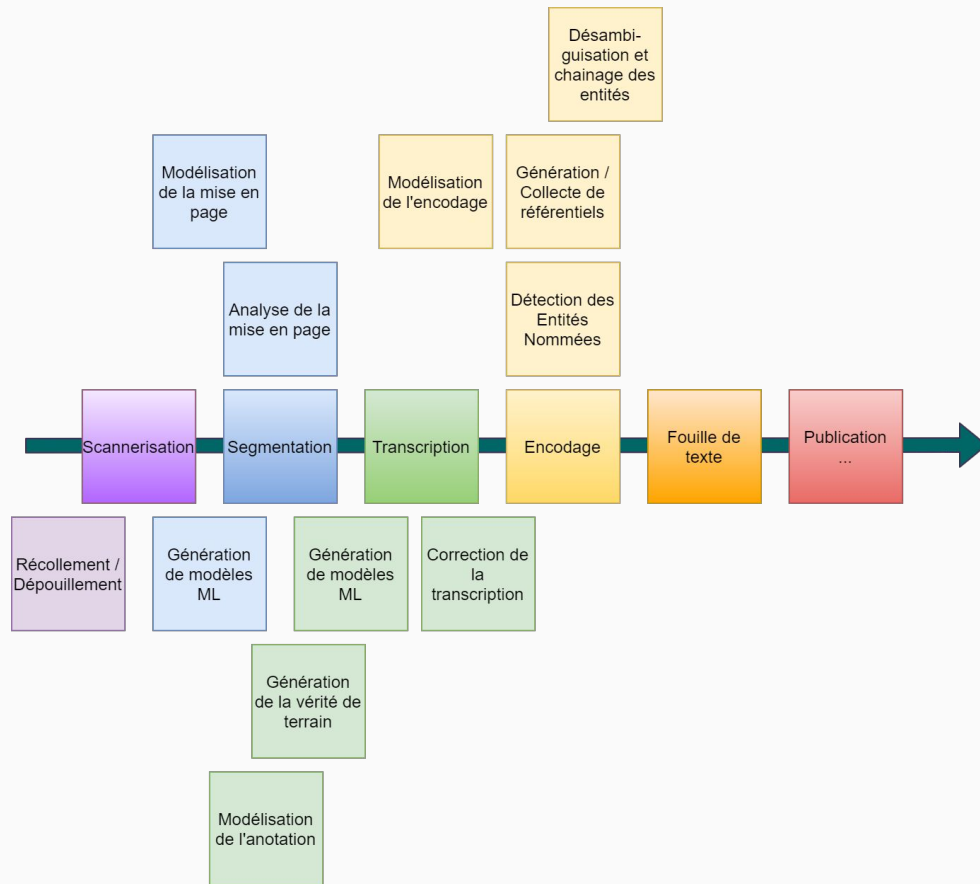 Désambi-
guisation et
chainage des
entités
Modélisation
de la mise en
page
Modélisation
de l'encodage
Génération /
Collecte de
référentiels
Analyse de la
mise en page
Détection des
Entités
Nommées
Scannerisation
Segmentation
Transcription
Encodage
Fouille de
texte
Publication
...
Récollement /
Dépouillement
Génération
de modèles
ML
Génération
de modèles
ML
Correction de
la
transcription
Génération
de la vérité de
terrain
Modélisation
de l'anotation